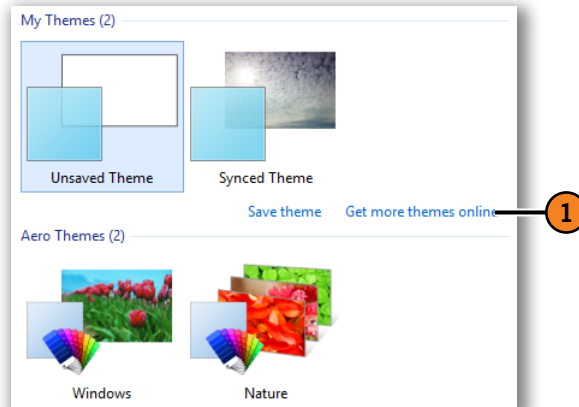 My Themes (2)
Unsaved Theme
Synced Theme
Save theme
Get more themes online
1
Aero Themes (2)
Windows
Nature